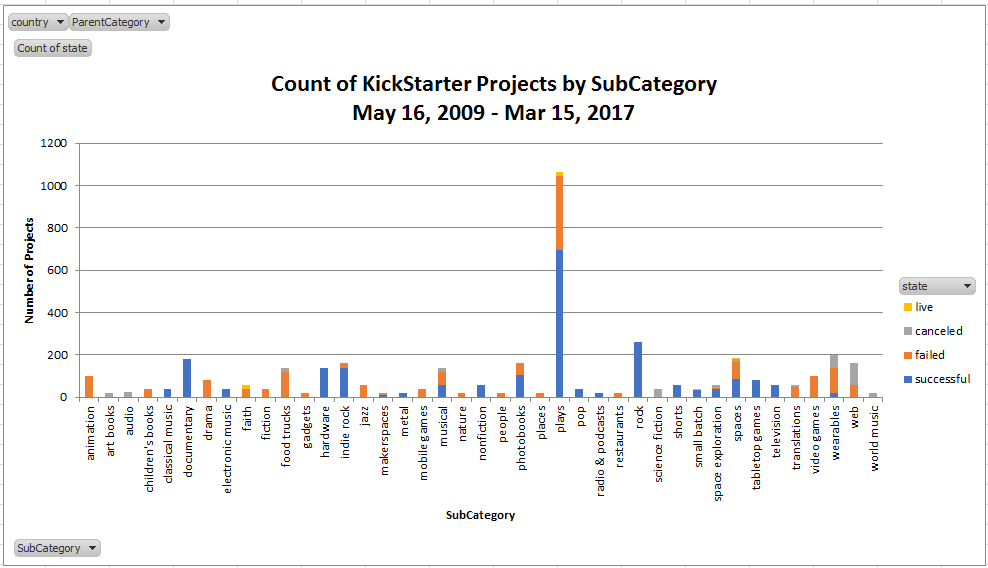 country
ParentCategory
Count of state
Count of KickStarter Projects by SubCategory
May 16, 2009 - Mar 15, 2017
1200
1000
800
600
400
200
0
Number of Projects
animation
art books
audio
children's books
classical music
documentary
drama
electronic music
faith
fiction
food trucks
gadgets
hardware
indie rock
jazz
makerspaces
metal
mobile games
musical
nature
nonfiction
people
photobooks
places
plays
pop
radio & podcasts
restaurants
rock
science fiction
shorts
small batch
space exploration
spaces
tabletop games
television
translations
video games
wearables
web
world music
SubCategory
state
live
canceled
failed
successful
SubCategory